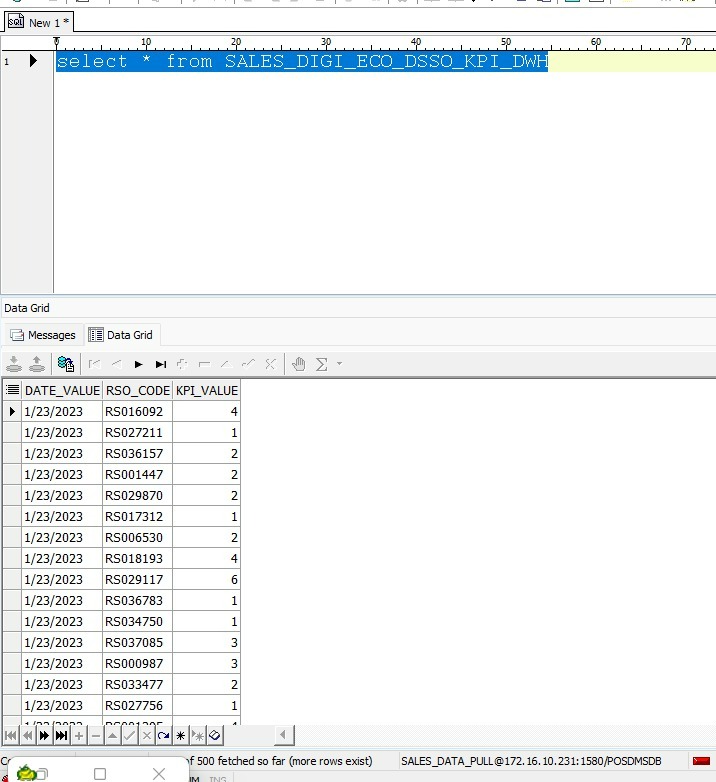 SQL New 1 *
0 10 20 30 40 50 60 70
1 select * from SALES_DIGI_ECO_DSSO_KPI_DWH
Data Grid
Messages Data Grid
DATE_VALUE RSO_CODE KPI_VALUE
1/23/2023 RS016092 4
1/23/2023 RS027211 1
1/23/2023 RS036157 2
1/23/2023 RS001447 2
1/23/2023 RS029870 2
1/23/2023 RS017312 1
1/23/2023 RS006530 2
1/23/2023 RS018193 4
1/23/2023 RS029117 6
1/23/2023 RS036783 1
1/23/2023 RS034750 1
1/23/2023 RS037085 3
1/23/2023 RS000987 3
1/23/2023 RS033477 2
1/23/2023 RS027756 1
of 500 fetched so far (more rows exist) SALES_DATA_PULL@172.16.10.231:1580/POSDMSDB